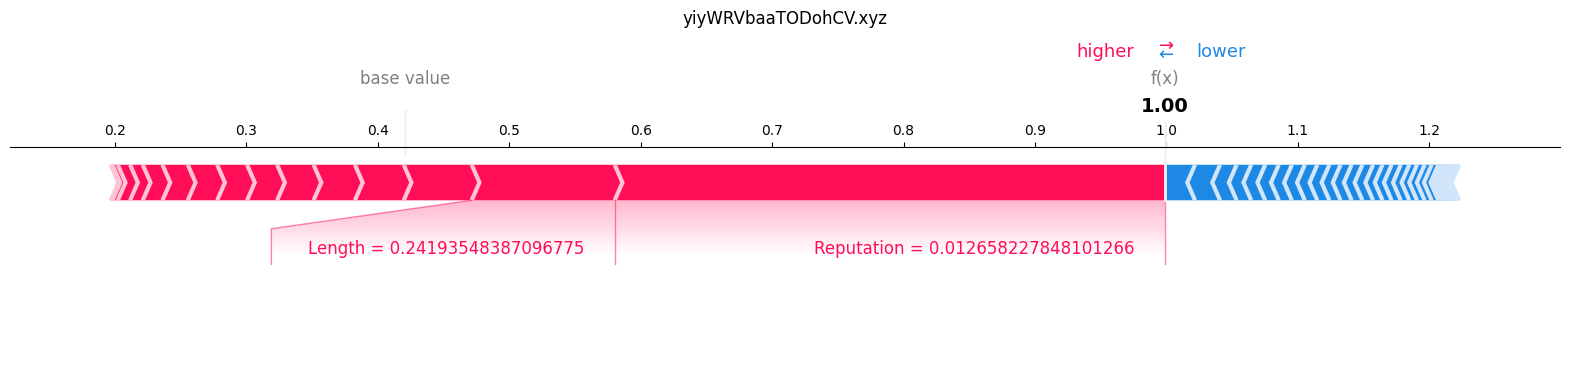 yiyWRVbaaTODohCV.xyz
higher ⇄ lower
base value f(x)
1.00
0.2 0.3 0.4 0.5 0.6 0.7 0.8 0.9 1.0 1.1 1.2
Length = 0.24193548387096775 Reputation = 0.012658227848101266